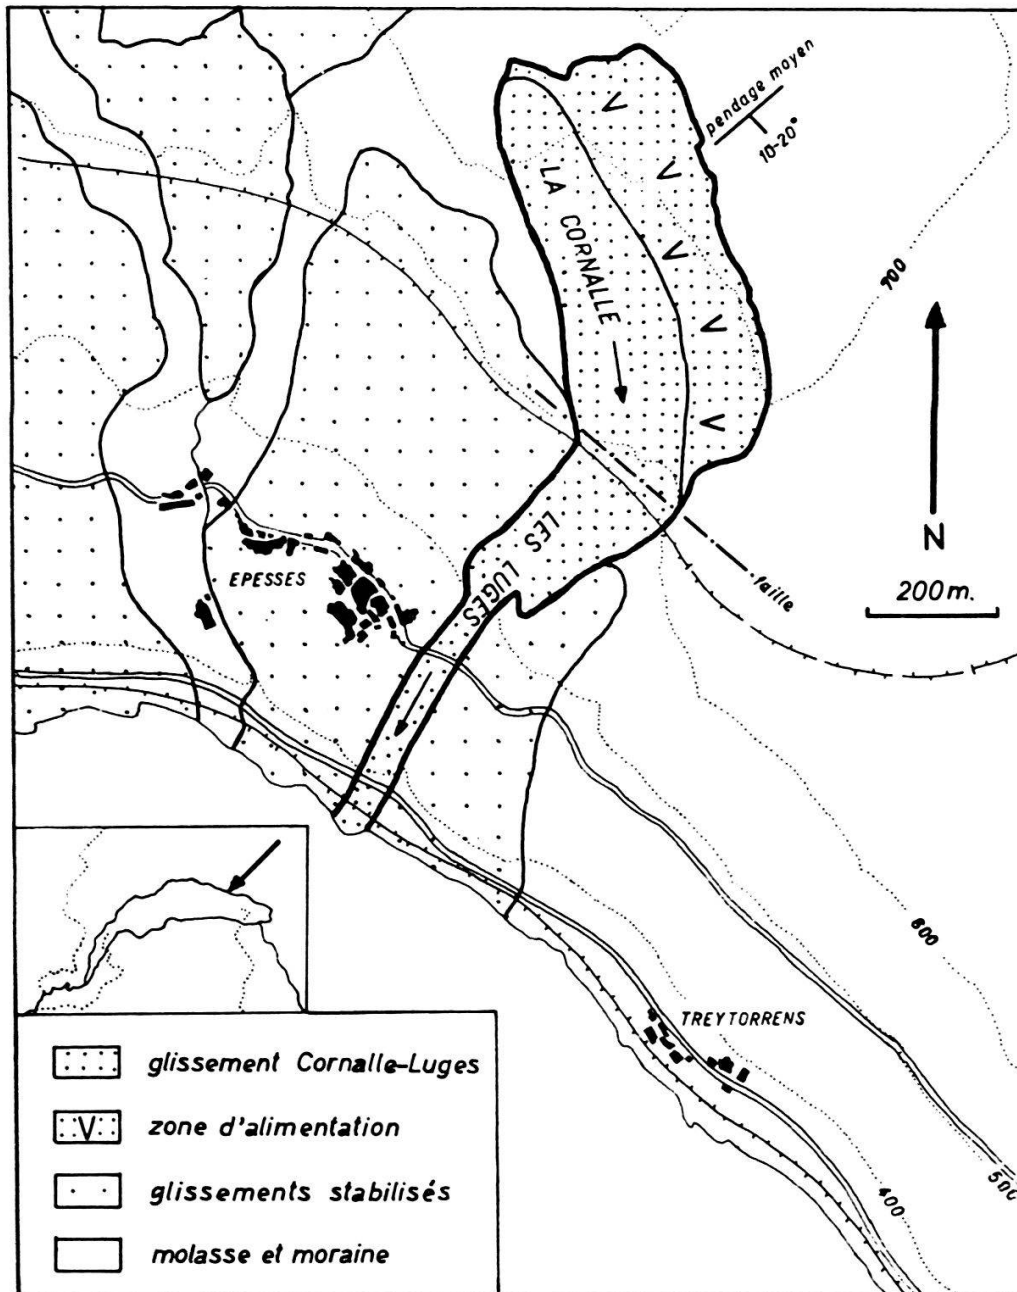 pendage moyen
10-20°
V
V
V
V
V
LA CORNALLE
700
N
200 m.
LES LUGES
faille
EPESSES
600
TREYTORRENS
500
400
glissement Cornalle-Luges
V zone d'alimentation
glissements stabilisés
molasse et moraine